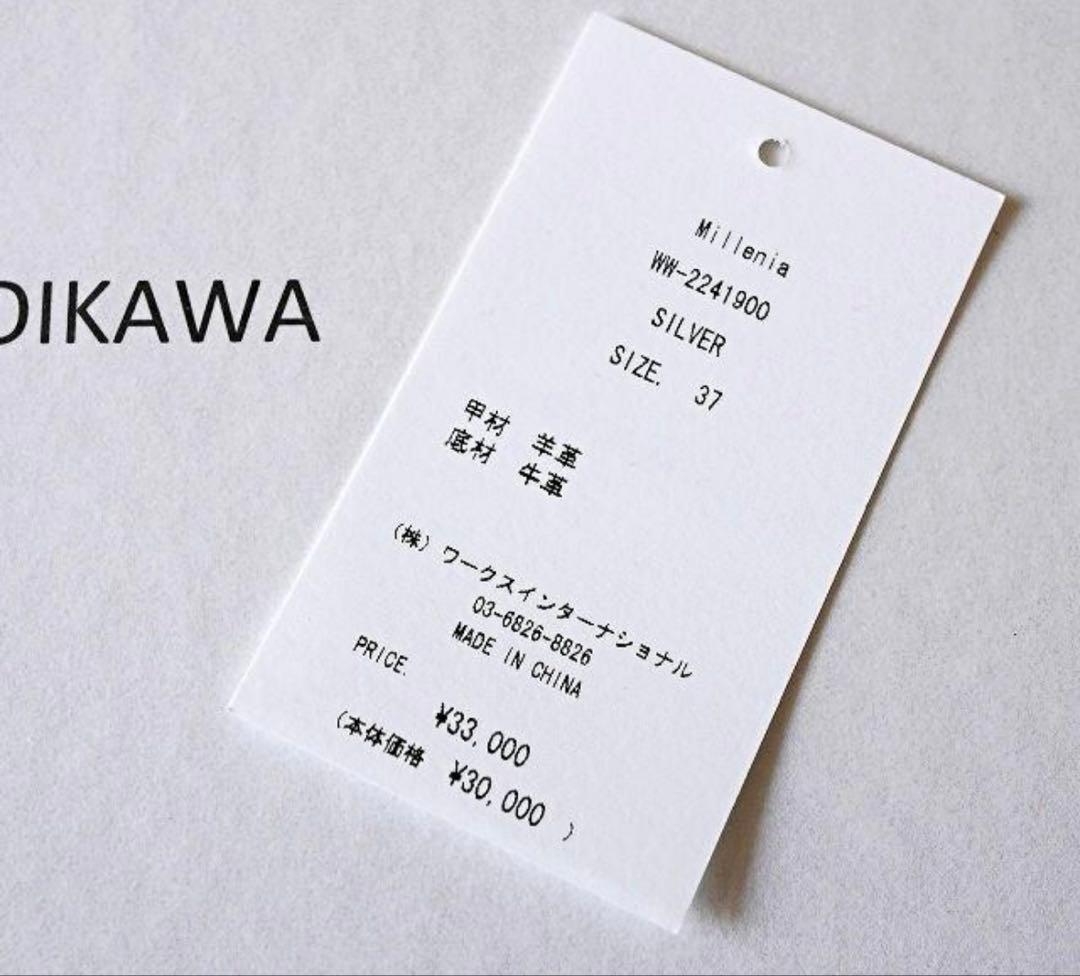 OIKAWA
Millenia
WW-2241900
SILVER
SIZE. 37
甲材 羊革
底材 牛革
(株) ワークスインターナショナル
03-6826-8826
MADE IN CHINA
PRICE.
¥33,000
(本体価格 ¥30,000 )